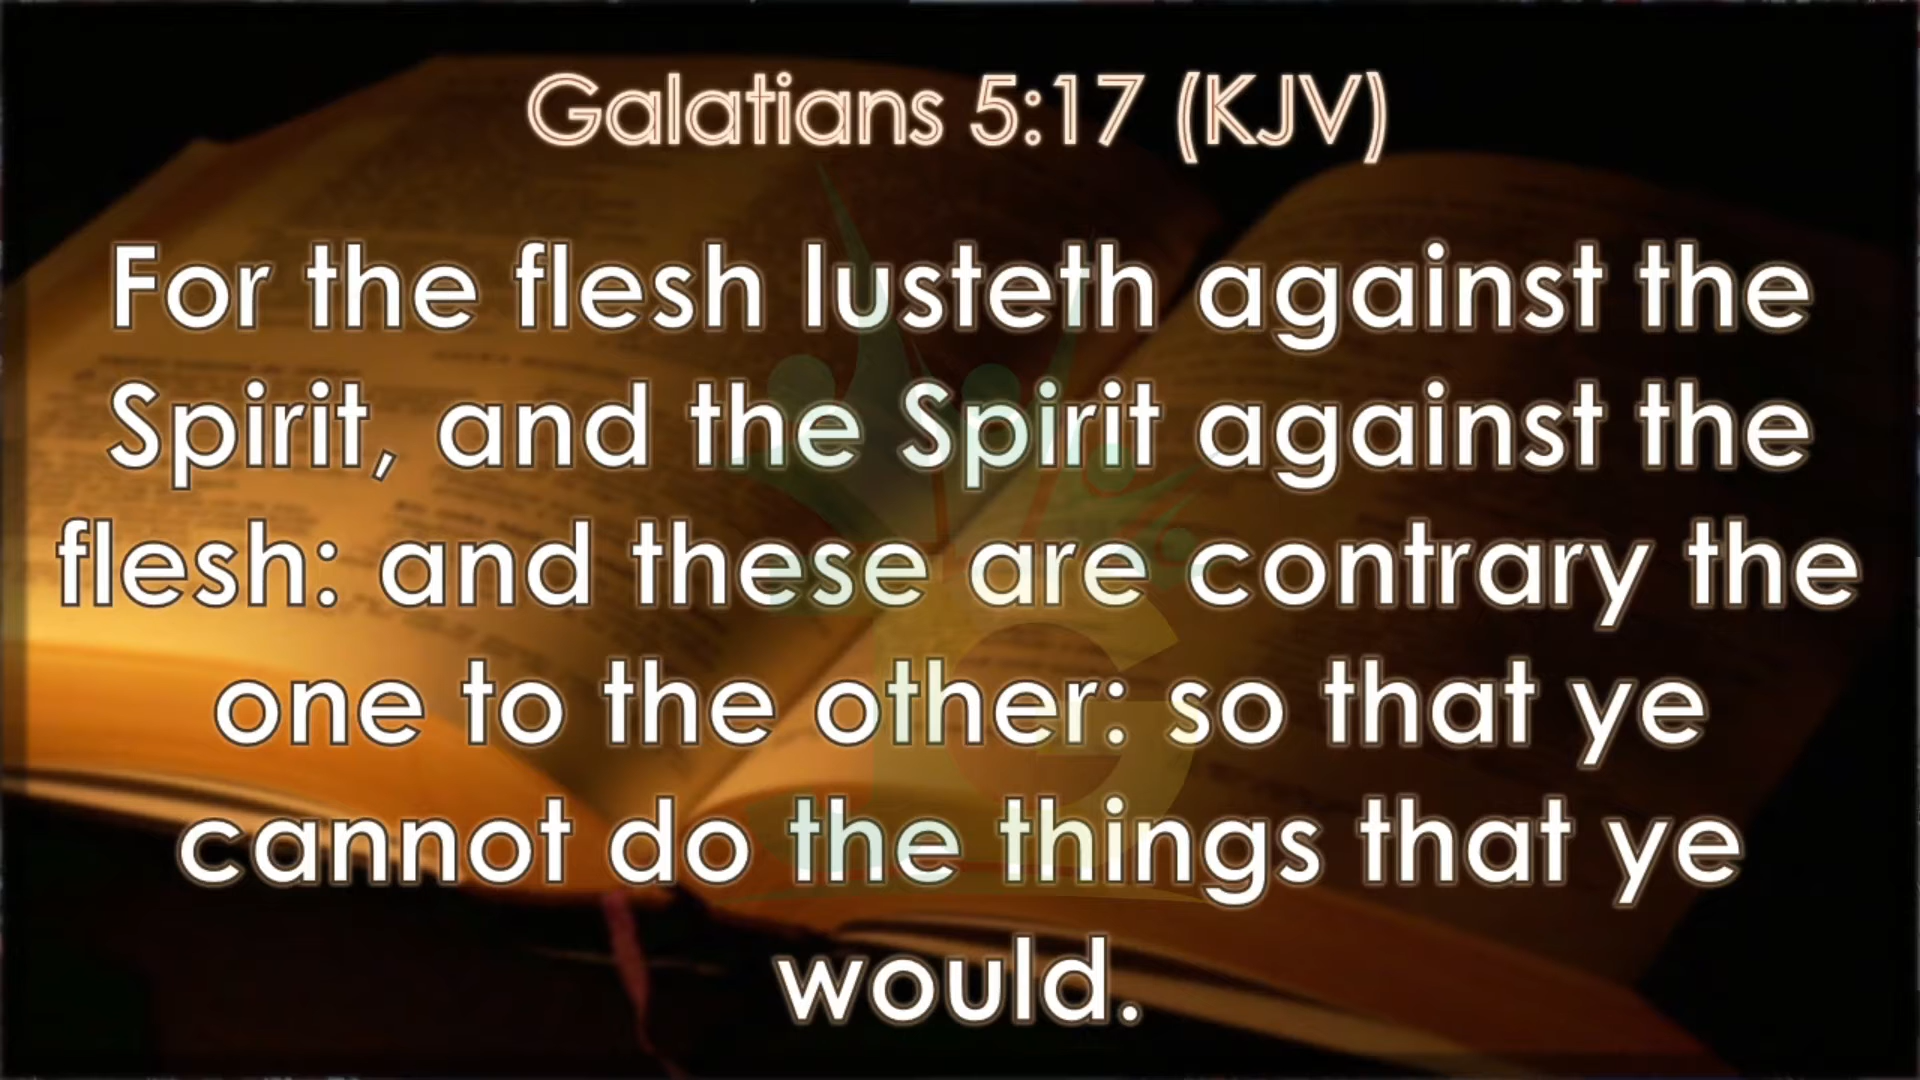 Galatians 5:17 (KJV)
For the flesh lusteth against the
Spirit, and the Spirit against the
flesh: and these are contrary the
one to the other: so that ye
cannot do the things that ye
would.